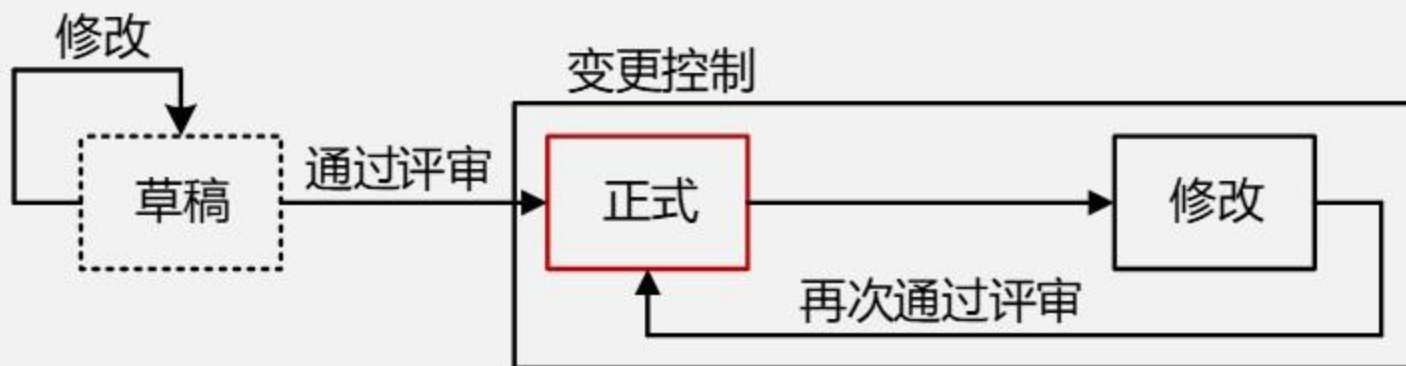 修改
变更控制
草稿
通过评审
正式
修改
再次通过评审